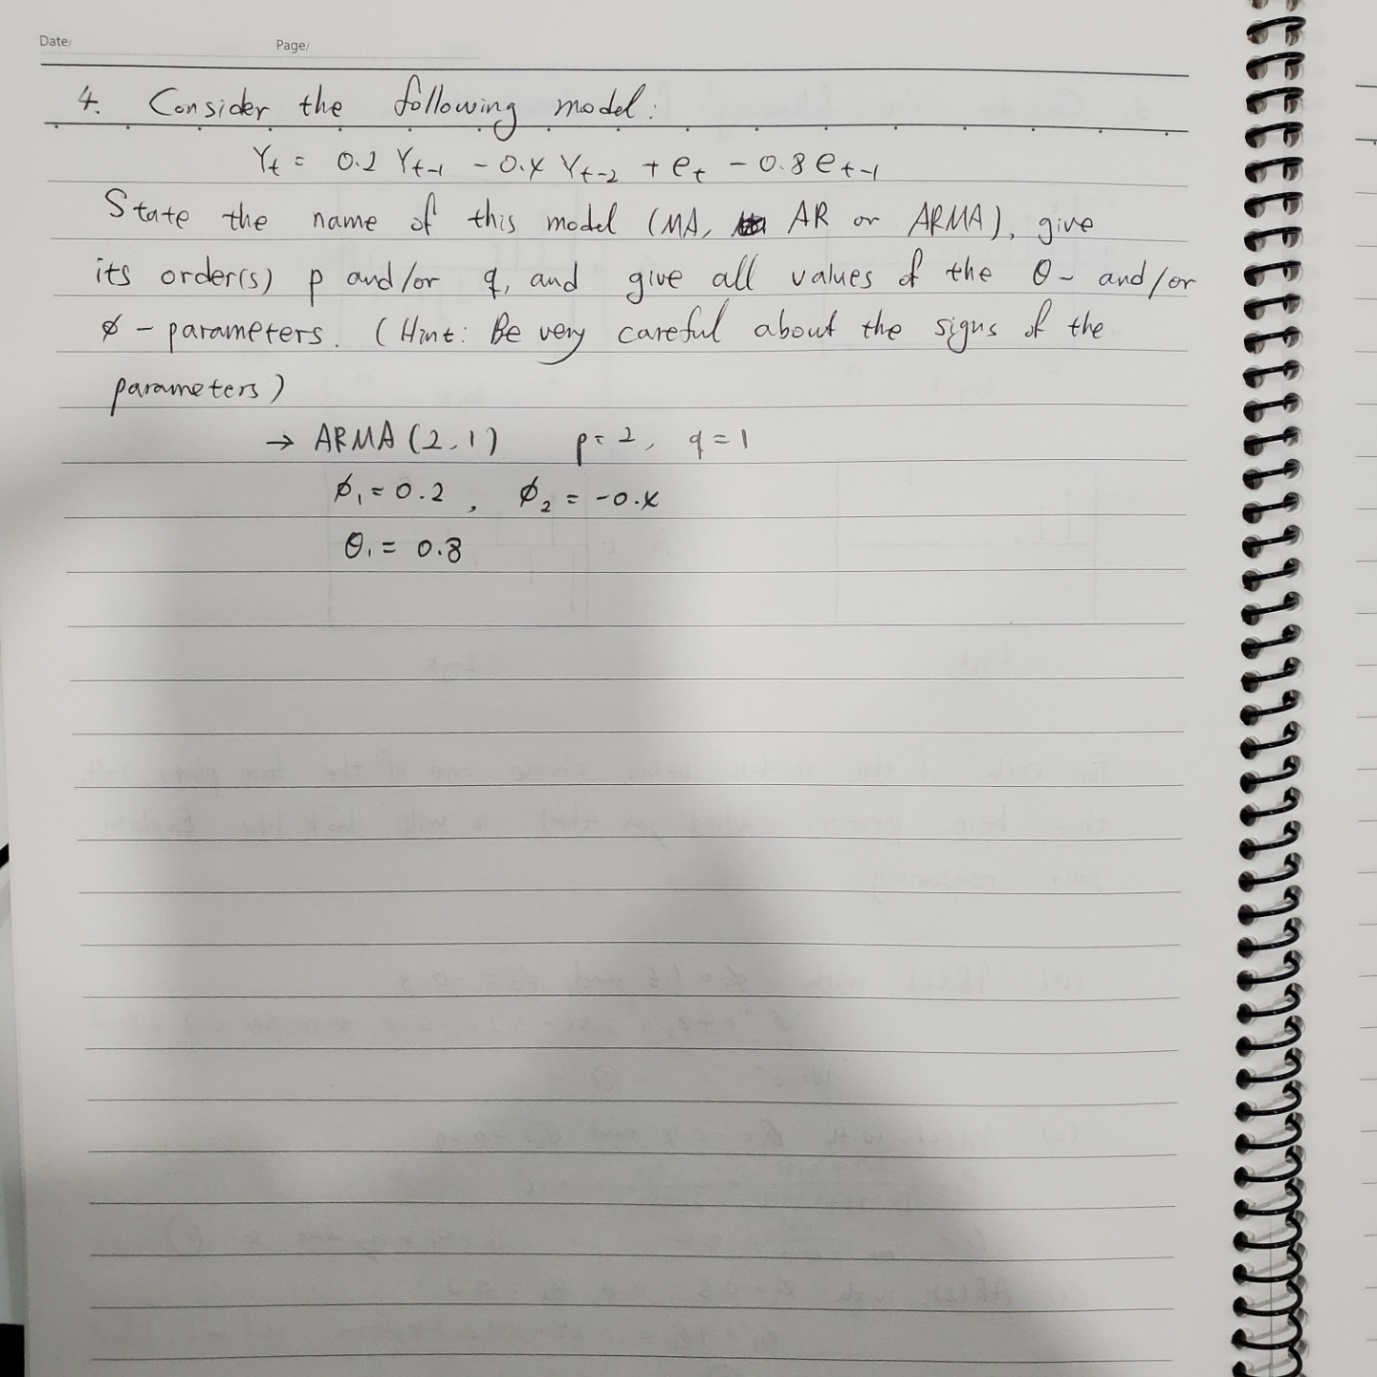 Date/ Page/
4. Consider the following model:
Yt = 0.2 Yt-1 - 0.4 Yt-2 + et - 0.8 et-1
State the name of this model (MA, AR or ARMA), give
its order(s) p and/or q, and give all values of the θ- and/or
ϕ - parameters. (Hint: Be very careful about the signs of the
parameters)
→ ARMA (2,1) p = 2, q = 1
ϕ1 = 0.2, ϕ2 = -0.4
θ1 = 0.8